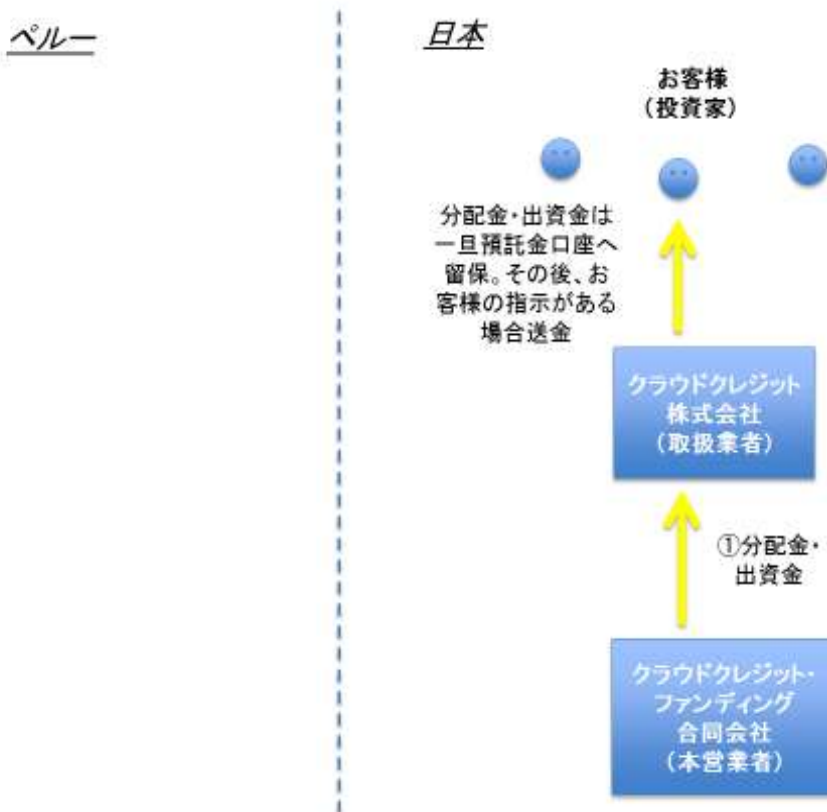 ペルー
日本
お客様
（投資家）
分配金・出資金は
一旦預託金口座へ
留保。その後、お
客様の指示がある
場合送金
クラウドクレジット
株式会社
（取扱業者）
①分配金・
出資金
クラウドクレジット・
ファンディング
合同会社
（本営業者）